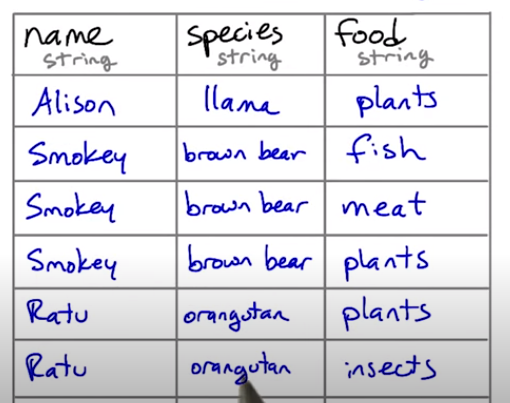 name species food
string string string
Alison llama plants
Smokey brown bear fish
Smokey brown bear meat
Smokey brown bear plants
Ratu orangutan plants
Ratu orangutan insects